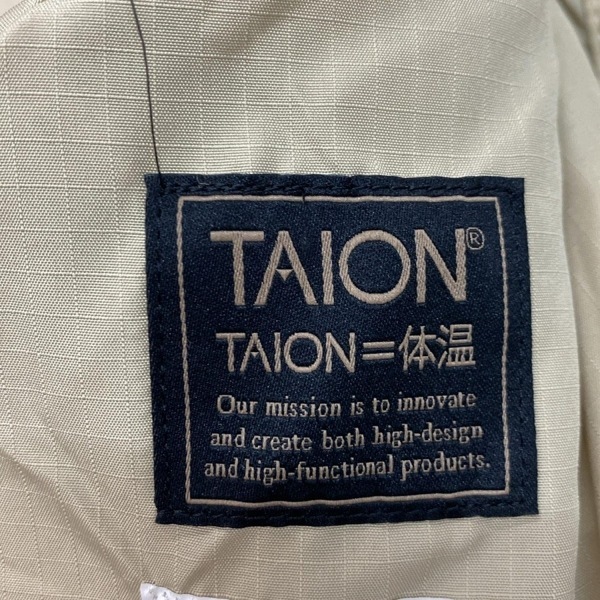 TAION®
TAION=体温
Our mission is to innovate
and create both high-design
and high-functional products.